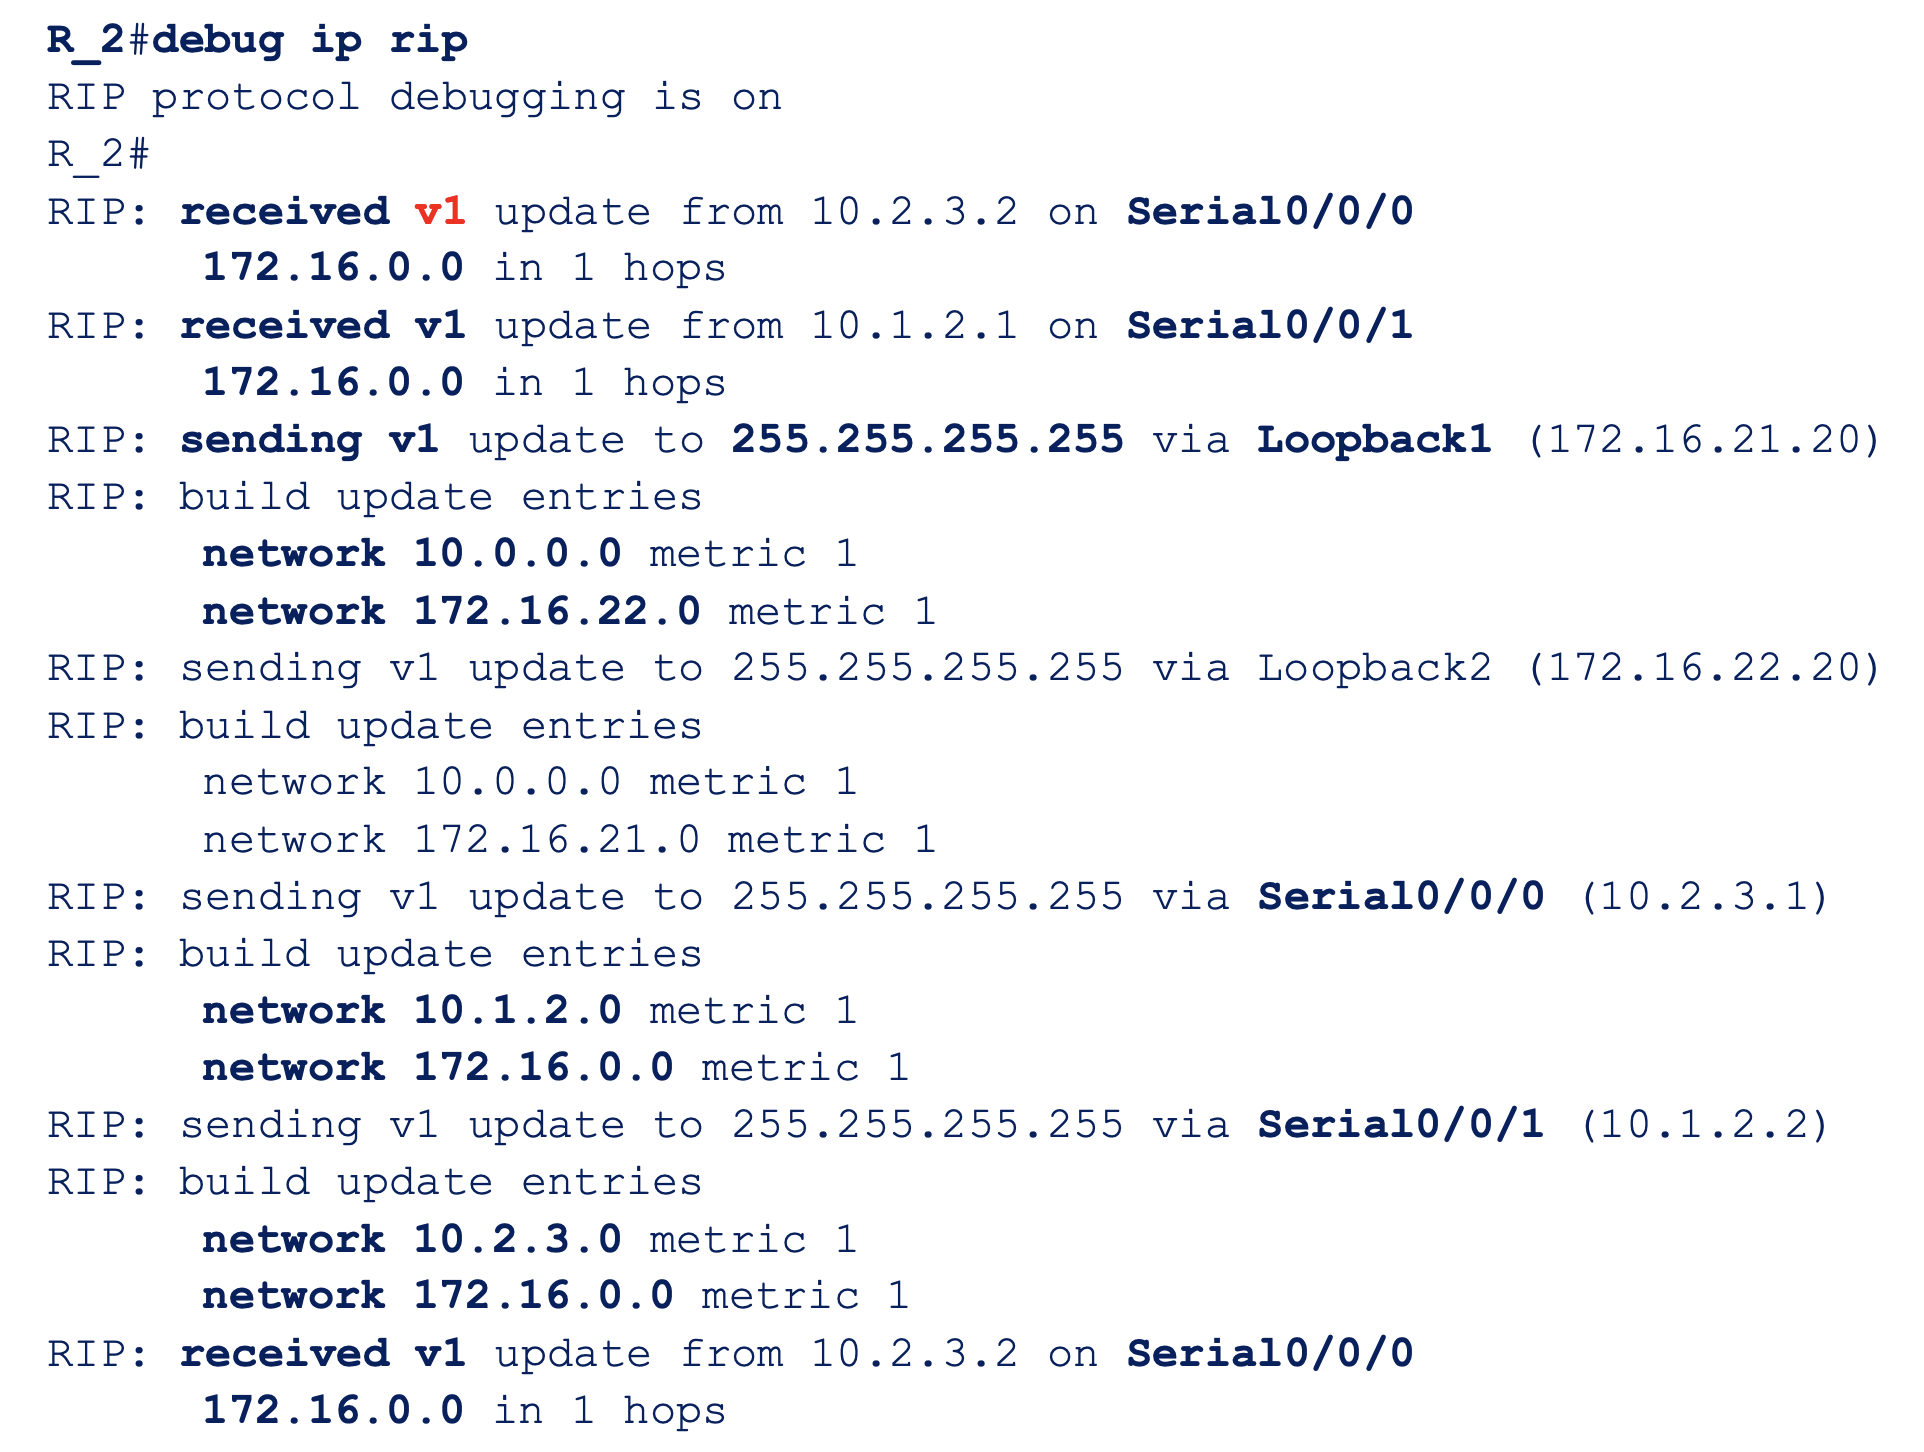 R_2#debug ip rip
RIP protocol debugging is on
R_2#
RIP: received v1 update from 10.2.3.2 on Serial0/0/0
172.16.0.0 in 1 hops
RIP: received v1 update from 10.1.2.1 on Serial0/0/1
172.16.0.0 in 1 hops
RIP: sending v1 update to 255.255.255.255 via Loopback1 (172.16.21.20)
RIP: build update entries
network 10.0.0.0 metric 1
network 172.16.22.0 metric 1
RIP: sending v1 update to 255.255.255.255 via Loopback2 (172.16.22.20)
RIP: build update entries
network 10.0.0.0 metric 1
network 172.16.21.0 metric 1
RIP: sending v1 update to 255.255.255.255 via Serial0/0/0 (10.2.3.1)
RIP: build update entries
network 10.1.2.0 metric 1
network 172.16.0.0 metric 1
RIP: sending v1 update to 255.255.255.255 via Serial0/0/1 (10.1.2.2)
RIP: build update entries
network 10.2.3.0 metric 1
network 172.16.0.0 metric 1
RIP: received v1 update from 10.2.3.2 on Serial0/0/0
172.16.0.0 in 1 hops